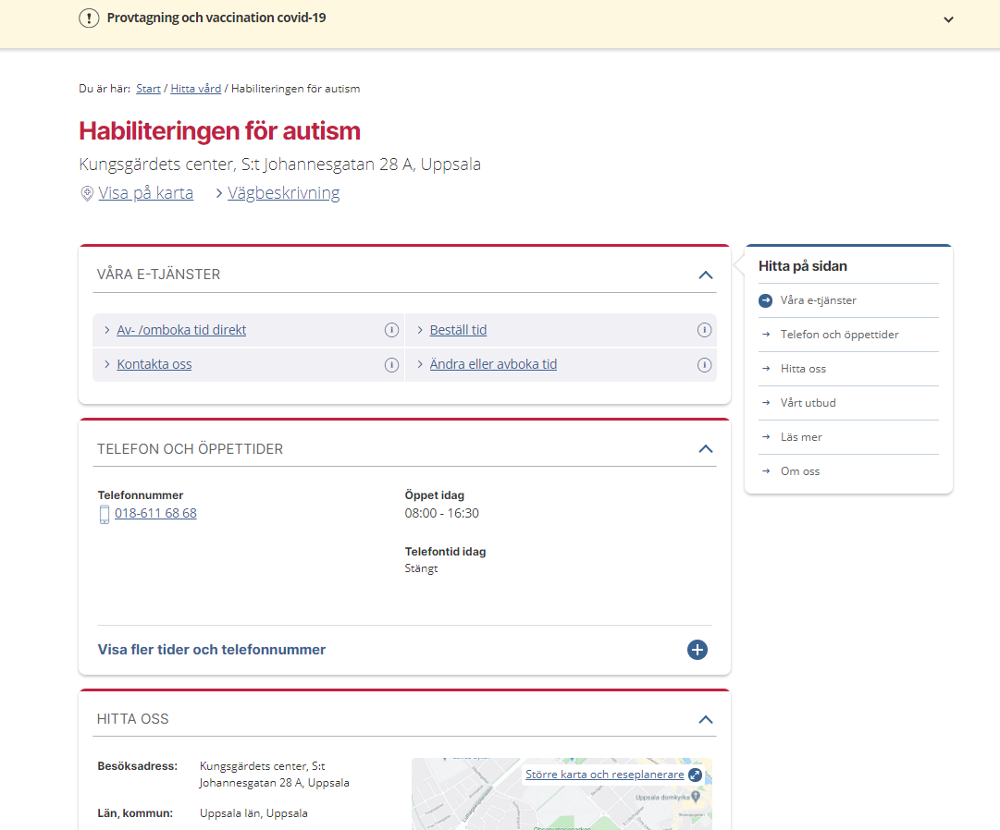 Provtagning och vaccination covid-19
Du är här: Start / Hitta vård / Habiliteringen för autism
Habiliteringen för autism
Kungsgärdets center, S:t Johannesgatan 28 A, Uppsala
Visa på karta
Vägbeskrivning
VÅRA E-TJÄNSTER
Av- /omboka tid direkt
Beställ tid
Kontakta oss
Ändra eller avboka tid
Hitta på sidan
Våra e-tjänster
Telefon och öppettider
Hitta oss
Vårt utbud
Läs mer
Om oss
TELEFON OCH ÖPPETTIDER
Telefonnummer
018-611 68 68
Öppet idag
08:00 - 16:30
Telefontid idag
Stängt
Visa fler tider och telefonnummer
HITTA OSS
Besöksadress:
Kungsgärdets center, S:t
Johannesgatan 28 A, Uppsala
Län, kommun:
Uppsala län, Uppsala
Större karta och reseplanerare
Uppsala domkyrka